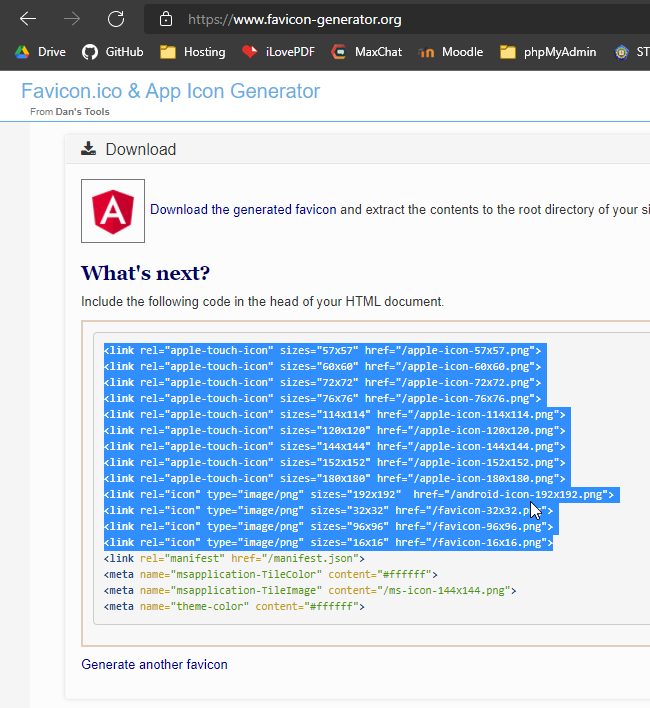 https://www.favicon-generator.org
Drive GitHub Hosting iLovePDF MaxChat Moodle phpMyAdmin
Favicon.ico & App Icon Generator
From Dan's Tools
Download
Download the generated favicon and extract the contents to the root directory of your
What's next?
Include the following code in the head of your HTML document.
<link rel="apple-touch-icon" sizes="57x57" href="/apple-icon-57x57.png">
<link rel="apple-touch-icon" sizes="60x60" href="/apple-icon-60x60.png">
<link rel="apple-touch-icon" sizes="72x72" href="/apple-icon-72x72.png">
<link rel="apple-touch-icon" sizes="76x76" href="/apple-icon-76x76.png">
<link rel="apple-touch-icon" sizes="114x114" href="/apple-icon-114x114.png">
<link rel="apple-touch-icon" sizes="120x120" href="/apple-icon-120x120.png">
<link rel="apple-touch-icon" sizes="144x144" href="/apple-icon-144x144.png">
<link rel="apple-touch-icon" sizes="152x152" href="/apple-icon-152x152.png">
<link rel="apple-touch-icon" sizes="180x180" href="/apple-icon-180x180.png">
<link rel="icon" type="image/png" sizes="192x192"  href="/android-icon-192x192.png">
<link rel="icon" type="image/png" sizes="32x32" href="/favicon-32x32.png">
<link rel="icon" type="image/png" sizes="96x96" href="/favicon-96x96.png">
<link rel="icon" type="image/png" sizes="16x16" href="/favicon-16x16.png">
<link rel="manifest" href="/manifest.json">
<meta name="msapplication-TileColor" content="#ffffff">
<meta name="msapplication-TileImage" content="/ms-icon-144x144.png">
<meta name="theme-color" content="#ffffff">
Generate another favicon